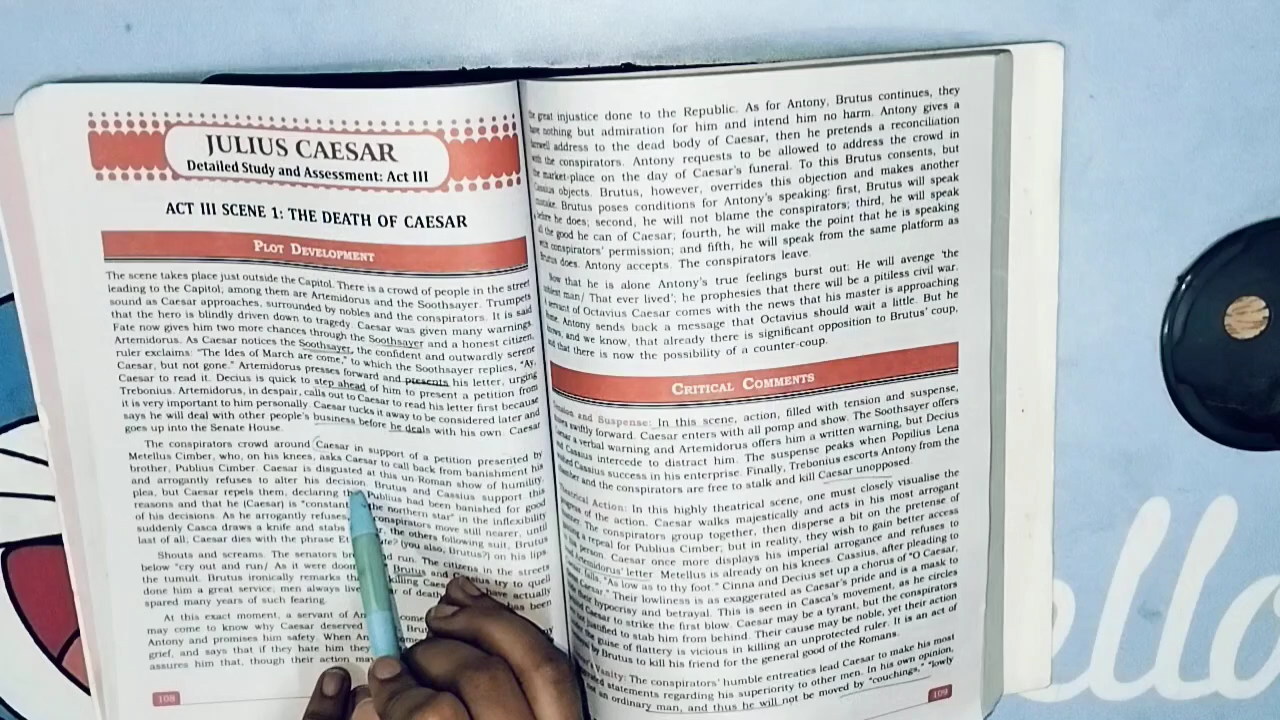 JULIUS CAESAR
Detailed Study and Assessment: Act III
ACT III SCENE 1: THE DEATH OF CAESAR
PLOT DEVELOPMENT
The scene takes place just outside the Capitol. There is a crowd of people in the street
leading to the Capitol; among them are Artemidorus and the Soothsayer. Trumpets
sound as Caesar approaches, surrounded by nobles and the conspirators. It is said
that the hero is blindly driven down to tragedy. Caesar was given many warnings.
Fate now gives him two more chances through the Soothsayer and a honest citizen,
Artemidorus. As Caesar notices the Soothsayer, the confident and outwardly serene
ruler exclaims: "The Ides of March are come," to which the Soothsayer replies, "Ay,
Caesar, but not gone." Artemidorus presses forward and presents his letter, urging
Caesar to read it. Decius is quick to step ahead of him to present a petition from
Trebonius. Artemidorus, in despair, calls out to Caesar to read his letter first because
it is very important to him personally. Caesar tucks it away to be considered later and
says he will deal with other people's business before he deals with his own. Caesar
goes up into the Senate House.
The conspirators crowd around Caesar in support of a petition presented by
Metellus Cimber, who, on his knees, asks Caesar to call back from banishment his
brother, Publius Cimber. Caesar is disgusted at this un-Roman show of humility,
and arrogantly refuses to alter his decision. Brutus and Cassius support this
plea, but Caesar repels them, declaring Publius had been banished for good
reasons and that he (Caesar) is "constant the northern star" in the inflexibility
of his decisions. As he arrogantly refuses, conspirators move still nearer, until
suddenly Casca draws a knife and stabs the others following suit, Brutus
last of all; Caesar dies with the phrase Et (you also, Brutus?) on his lips
Shouts and screams. The senators and run. The citizens in the streets
below "cry out and run/ As it were Brutus and try to quell
the tumult. Brutus ironically remarks killing have actually
done him a great service; men always of death been
spared many years of such fearing.
At this exact moment, a servant of
may come to know why Caesar deserved
Antony and promises him safety. When
grief, and says that if they hate him they
assures him that, though their action may
108
great injustice done to the Republic. As for Antony, Brutus continues, they
nothing but admiration for him and intend him no harm. Antony gives a
address to the dead body of Caesar, then he pretends a reconciliation
the conspirators. Antony requests to be allowed to address the crowd in
the market-place on the day of Caesar's funeral. To this Brutus consents, but
Cassius objects. Brutus, however, overrides this objection and makes another
Brutus poses conditions for Antony's speaking: first, Brutus will speak
before he does; second, he will not blame the conspirators; third, he will speak
the good he can of Caesar; fourth, he will make the point that he is speaking
conspirators' permission; and fifth, he will speak from the same platform as
does. Antony accepts. The conspirators leave.
Now that he is alone Antony's true feelings burst out: He will avenge 'the
man/ That ever lived'; he prophesies that there will be a pitiless civil war.
of Octavius Caesar comes with the news that his master is approaching
Antony sends back a message that Octavius should wait a little. But he
and we know, that already there is significant opposition to Brutus' coup,
that there is now the possibility of a counter-coup.
CRITICAL COMMENTS
and Suspense: In this scene, action, filled with tension and suspense,
swiftly forward. Caesar enters with all pomp and show. The Soothsayer offers
a verbal warning and Artemidorus offers him a written warning, but Decius
Cassius intercede to distract him. The suspense peaks when Popilius Lena
Cassius success in his enterprise. Finally, Trebonius escorts Antony from the
and the conspirators are free to stalk and kill Caesar unopposed.
Action: In this highly theatrical scene, one must closely visualise the
of the action. Caesar walks majestically and acts in his most arrogant
The conspirators group together, then disperse a bit on the pretense of
a repeal for Publius Cimber; but in reality, they wish to gain better access
person. Caesar once more displays his imperial arrogance and refuses to
Artemidorus' letter. Metellus is already on his knees. Cassius, after pleading
falls, "As low as to thy foot." Cinna and Decius set up a chorus of "O Caesar,
Caesar." Their lowliness is as exaggerated as Caesar's pride and is a mask to
their hypocrisy and betrayal. This is seen in Casca's movement, as he circles
Caesar to strike the first blow. Caesar may be a tyrant, but the conspirators
not justified to stab him from behind. Their cause may be noble, yet their action
the guise of flattery is vicious in killing an unprotected ruler. It is an act of
by Brutus to kill his friend for the general good of the Romans.
Vanity: The conspirators' humble entreaties lead Caesar to make his most
statements regarding his superiority to other men. In his own opinion,
not an ordinary man, and thus he will not be moved by "couchings," "lowly
109
ello